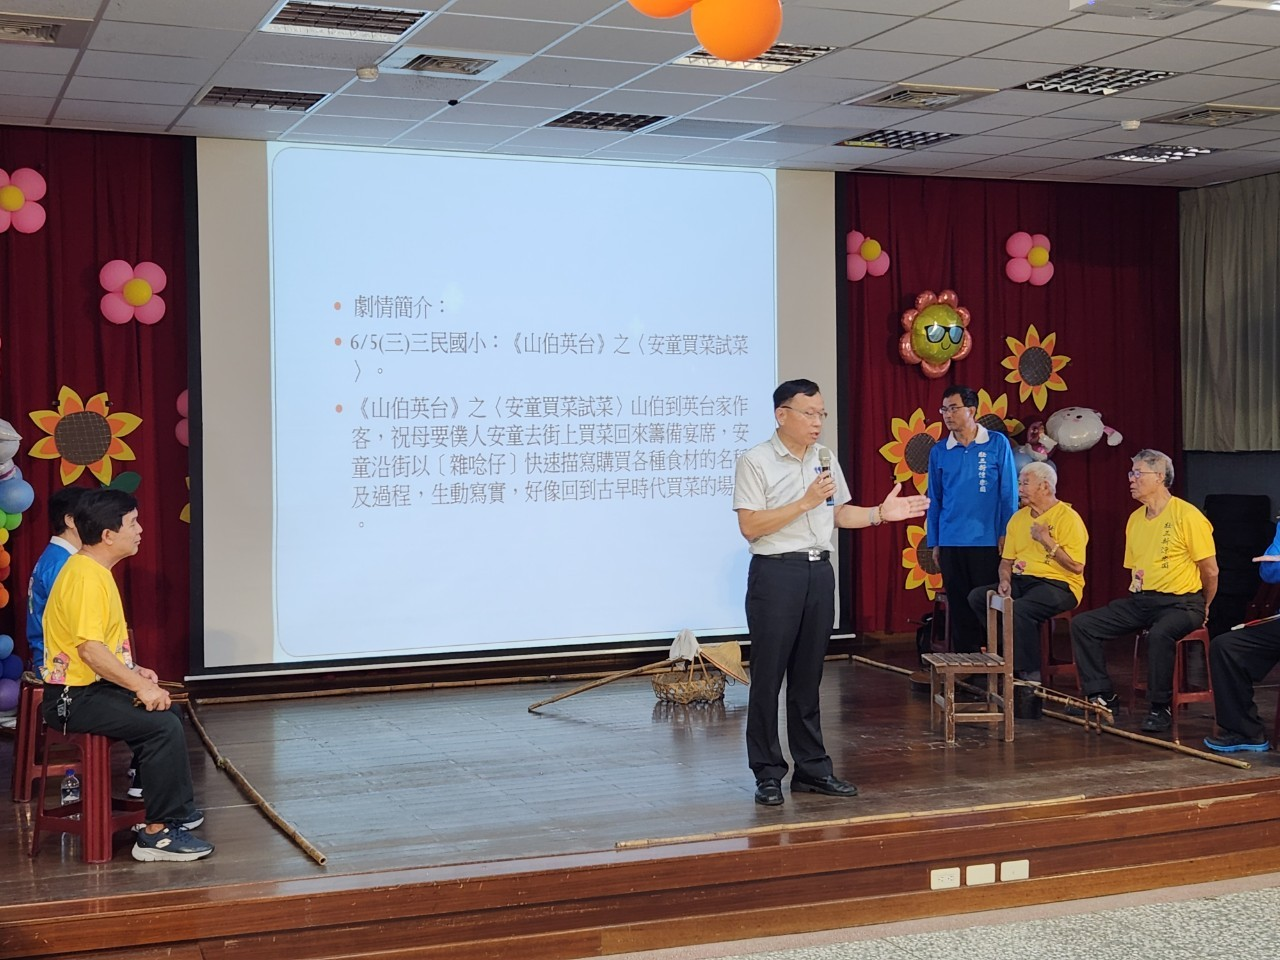 劇情簡介：
6/5(三)三民國小：《山伯英台》之〈安童買菜試菜
〉。
《山伯英台》之〈安童買菜試菜〉山伯到英台家作
客，祝母要僕人安童去街上買菜回來籌備宴席，安
童沿街以〔雜唸仔〕快速描寫購買各種食材的名稱
及過程，生動寫實，好像回到古早時代買菜的場
。